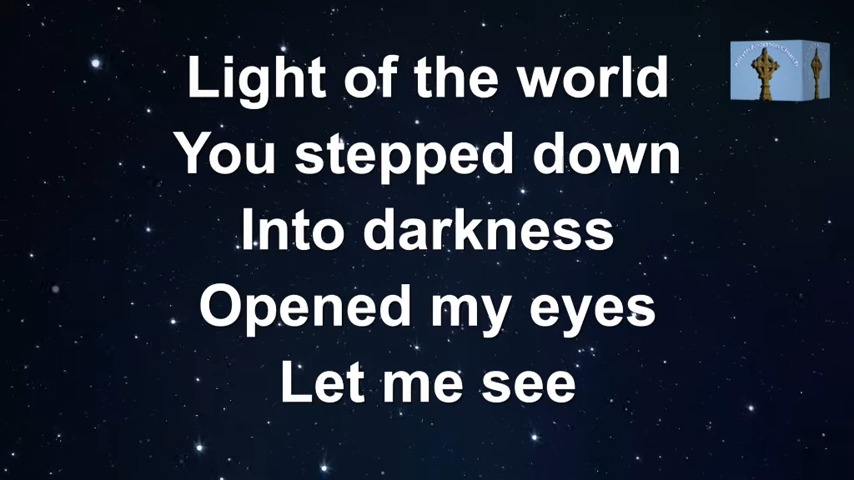 Light of the world
You stepped down
Into darkness
Opened my eyes
Let me see